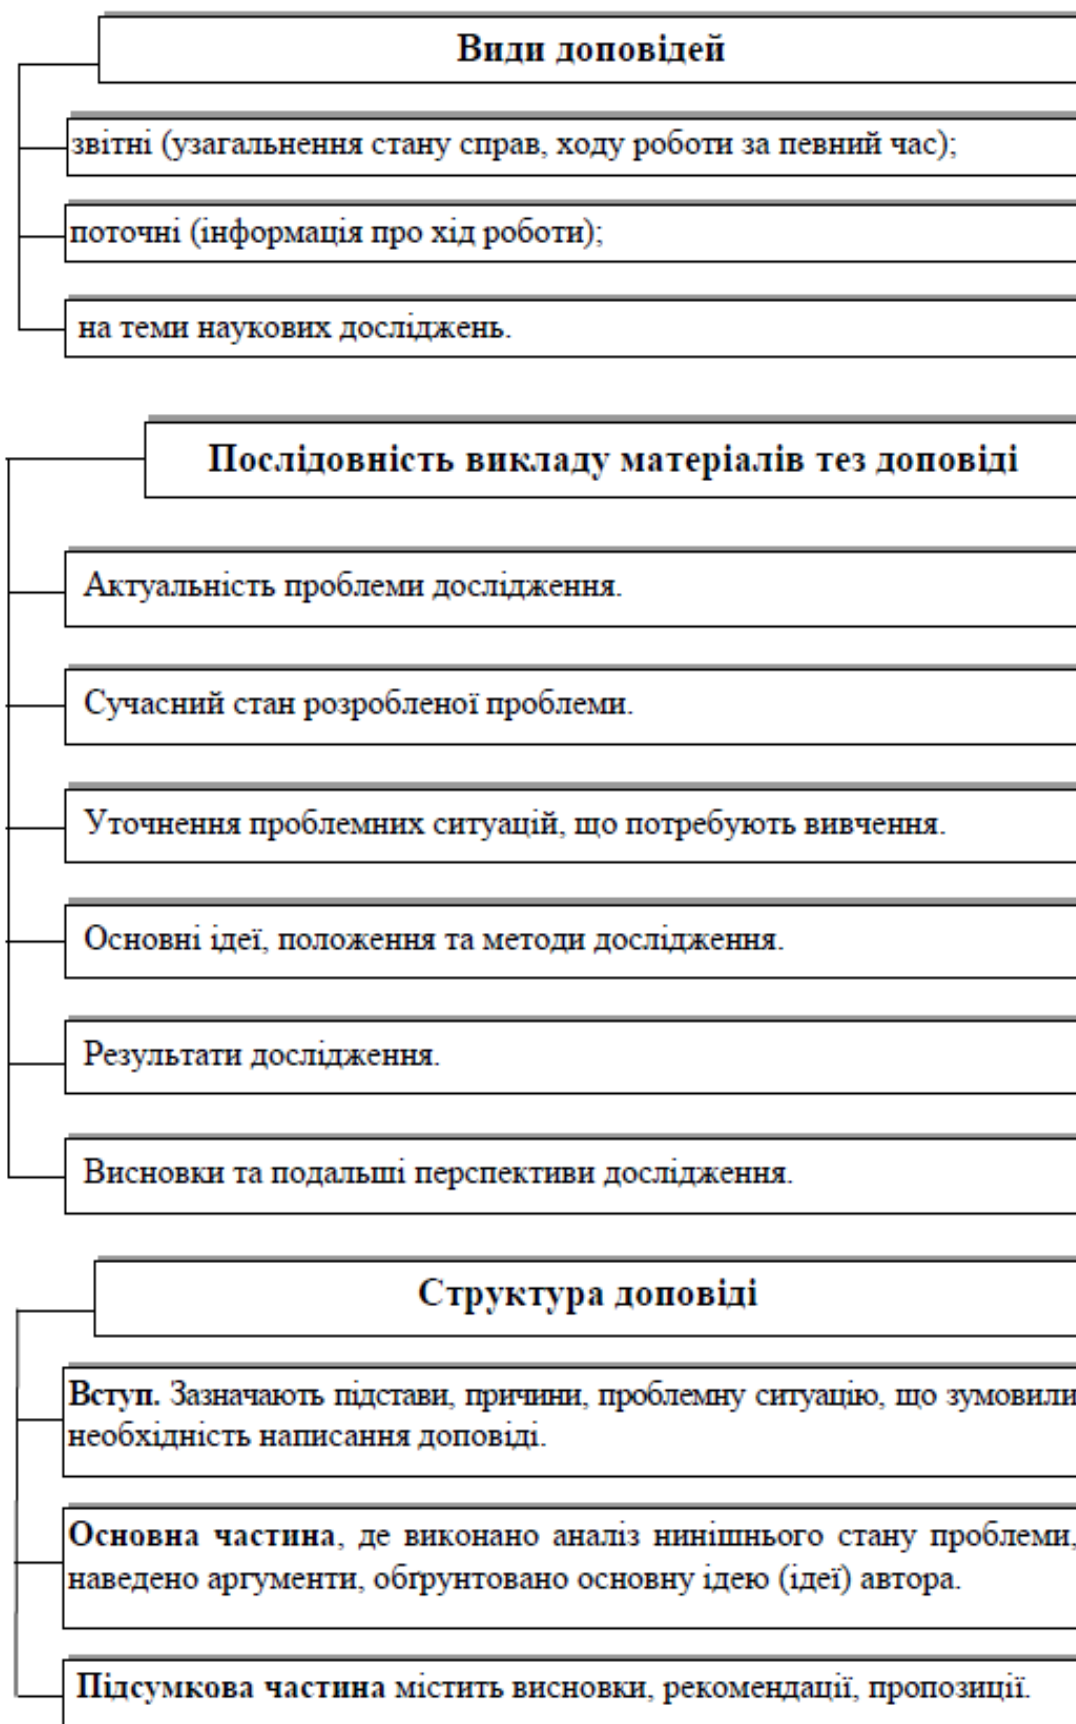 Види доповідей
звітні (узагальнення стану справ, ходу роботи за певний час);
поточні (інформація про хід роботи);
на теми наукових досліджень.
Послідовність викладу матеріалів тез доповіді
Актуальність проблеми дослідження.
Сучасний стан розробленої проблеми.
Уточнення проблемних ситуацій, що потребують вивчення.
Основні ідеї, положення та методи дослідження.
Результати дослідження.
Висновки та подальші перспективи дослідження.
Структура доповіді
Вступ. Зазначають підстави, причини, проблемну ситуацію, що зумовили
необхідність написання доповіді.
Основна частина, де виконано аналіз нинішнього стану проблеми,
наведено аргументи, обґрунтовано основну ідею (ідеї) автора.
Підсумкова частина містить висновки, рекомендації, пропозиції.